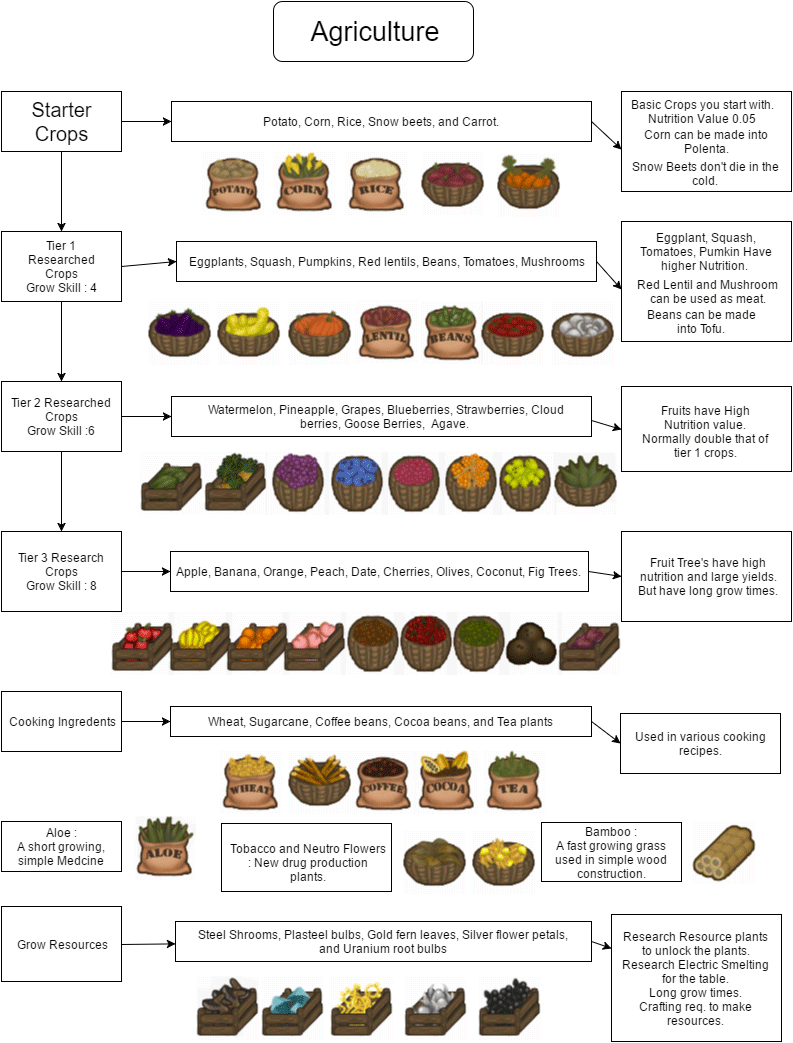 Agriculture
Starter
Crops
Potato, Corn, Rice, Snow beets, and Carrot.
Basic Crops you start with.
Nutrition Value 0.05
Corn can be made into
Polenta.
Snow Beets don't die in the
cold.
POTATO
CORN
RICE
Tier 1
Researched
Crops
Grow Skill : 4
Eggplants, Squash, Pumpkins, Red lentils, Beans, Tomatoes, Mushrooms
Eggplant, Squash,
Tomatoes, Pumkin Have
higher Nutrition.
Red Lentil and Mushroom
can be used as meat.
Beans can be made
into Tofu.
LENTIL
BEANS
Tier 2 Researched
Crops
Grow Skill :6
Watermelon, Pineapple, Grapes, Blueberries, Strawberries, Cloud
berries, Goose Berries, Agave.
Fruits have High
Nutrition value.
Normally double that of
tier 1 crops.
Tier 3 Research
Crops
Grow Skill : 8
Apple, Banana, Orange, Peach, Date, Cherries, Olives, Coconut, Fig Trees.
Fruit Tree's have high
nutrition and large yields.
But have long grow times.
Cooking Ingredents
Wheat, Sugarcane, Coffee beans, Cocoa beans, and Tea plants
Used in various cooking
recipes.
WHEAT
COFFEE
COCOA
TEA
Aloe :
A short growing,
simple Medcine
ALOE
Tobacco and Neutro Flowers
: New drug production
plants.
Bamboo :
A fast growing grass
used in simple wood
construction.
Grow Resources
Steel Shrooms, Plasteel bulbs, Gold fern leaves, Silver flower petals,
and Uranium root bulbs
Research Resource plants
to unlock the plants.
Research Electric Smelting
for the table.
Long grow times.
Crafting req. to make
resources.